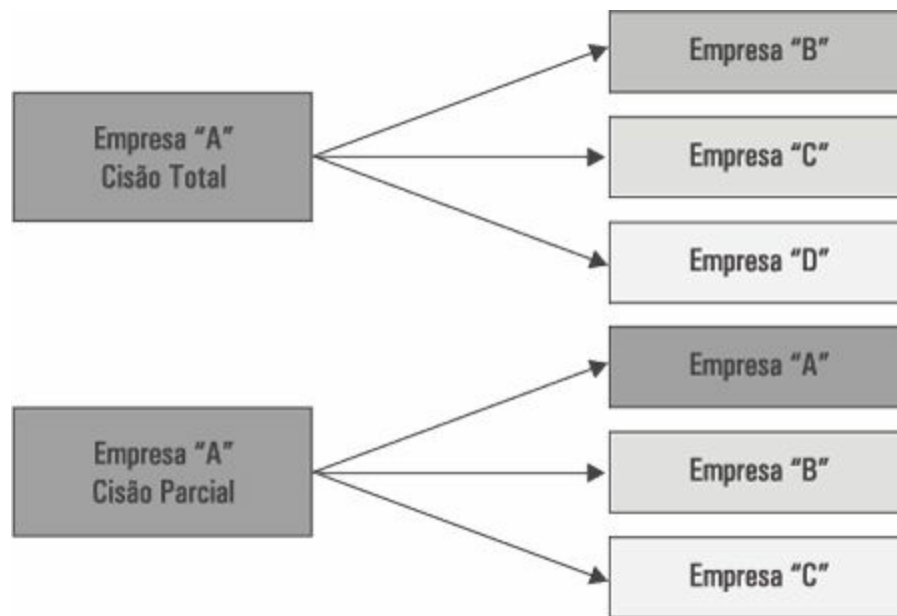 Empresa “A”
Cisão Total
Empresa “B”
Empresa “C”
Empresa “D”
Empresa “A”
Cisão Parcial
Empresa “A”
Empresa “B”
Empresa “C”